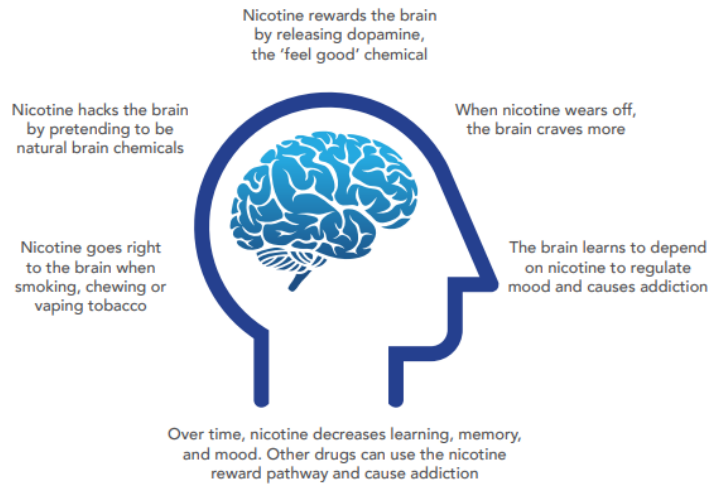 Nicotine rewards the brain
by releasing dopamine,
the ‘feel good’ chemical
Nicotine hacks the brain
by pretending to be
natural brain chemicals
When nicotine wears off,
the brain craves more
Nicotine goes right
to the brain when
smoking, chewing or
vaping tobacco
The brain learns to depend
on nicotine to regulate
mood and causes addiction
Over time, nicotine decreases learning, memory,
and mood. Other drugs can use the nicotine
reward pathway and cause addiction